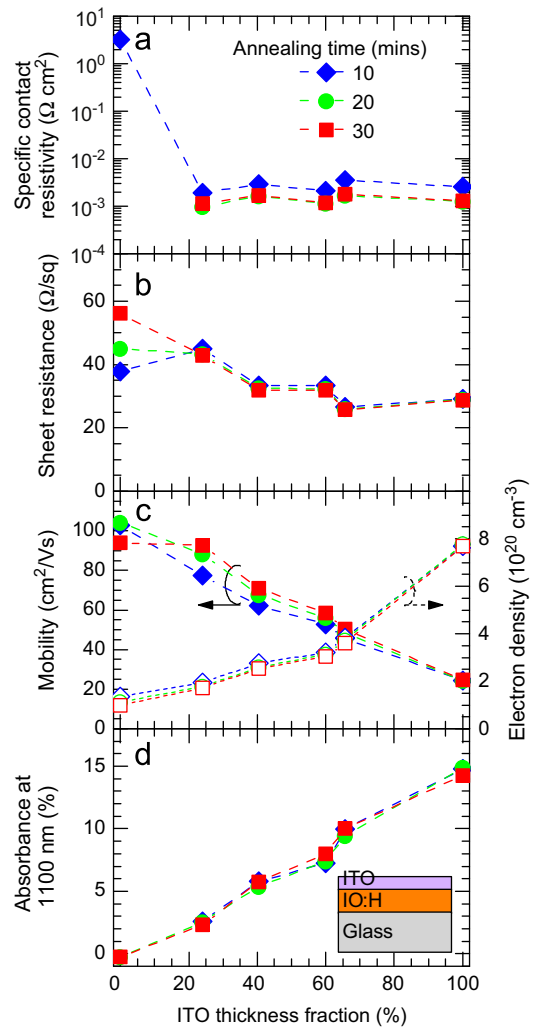 a
Annealing time (mins)
10
20
30
Specific contact
resistivity (Ω cm²)
10¹
10⁰
10⁻¹
10⁻²
10⁻³
10⁻⁴
b
Sheet resistance (Ω/sq)
60
40
20
0
c
Mobility (cm²/Vs)
100
80
60
40
20
0
Electron density (10²⁰ cm⁻³)
8
6
4
2
0
d
Absorbance at
1100 nm (%)
15
10
5
0
ITO
IO:H
Glass
0 20 40 60 80 100
ITO thickness fraction (%)